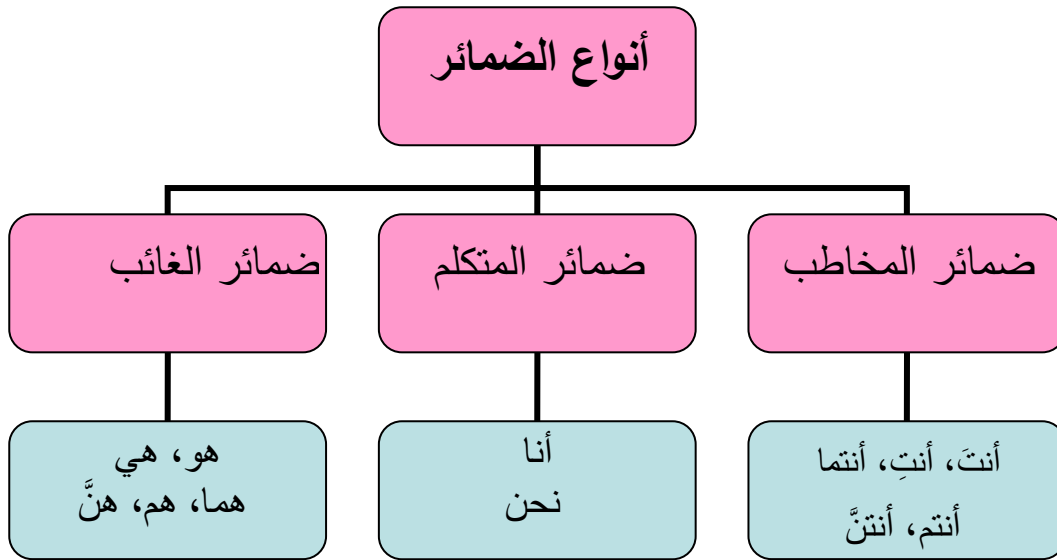 أنواع الضمائر
ضمائر المخاطب
ضمائر المتكلم
ضمائر الغائب
أنتَ، أنتِ، أنتما
أنتم، أنتنَّ
أنا
نحن
هو، هي
هما، هم، هنَّ